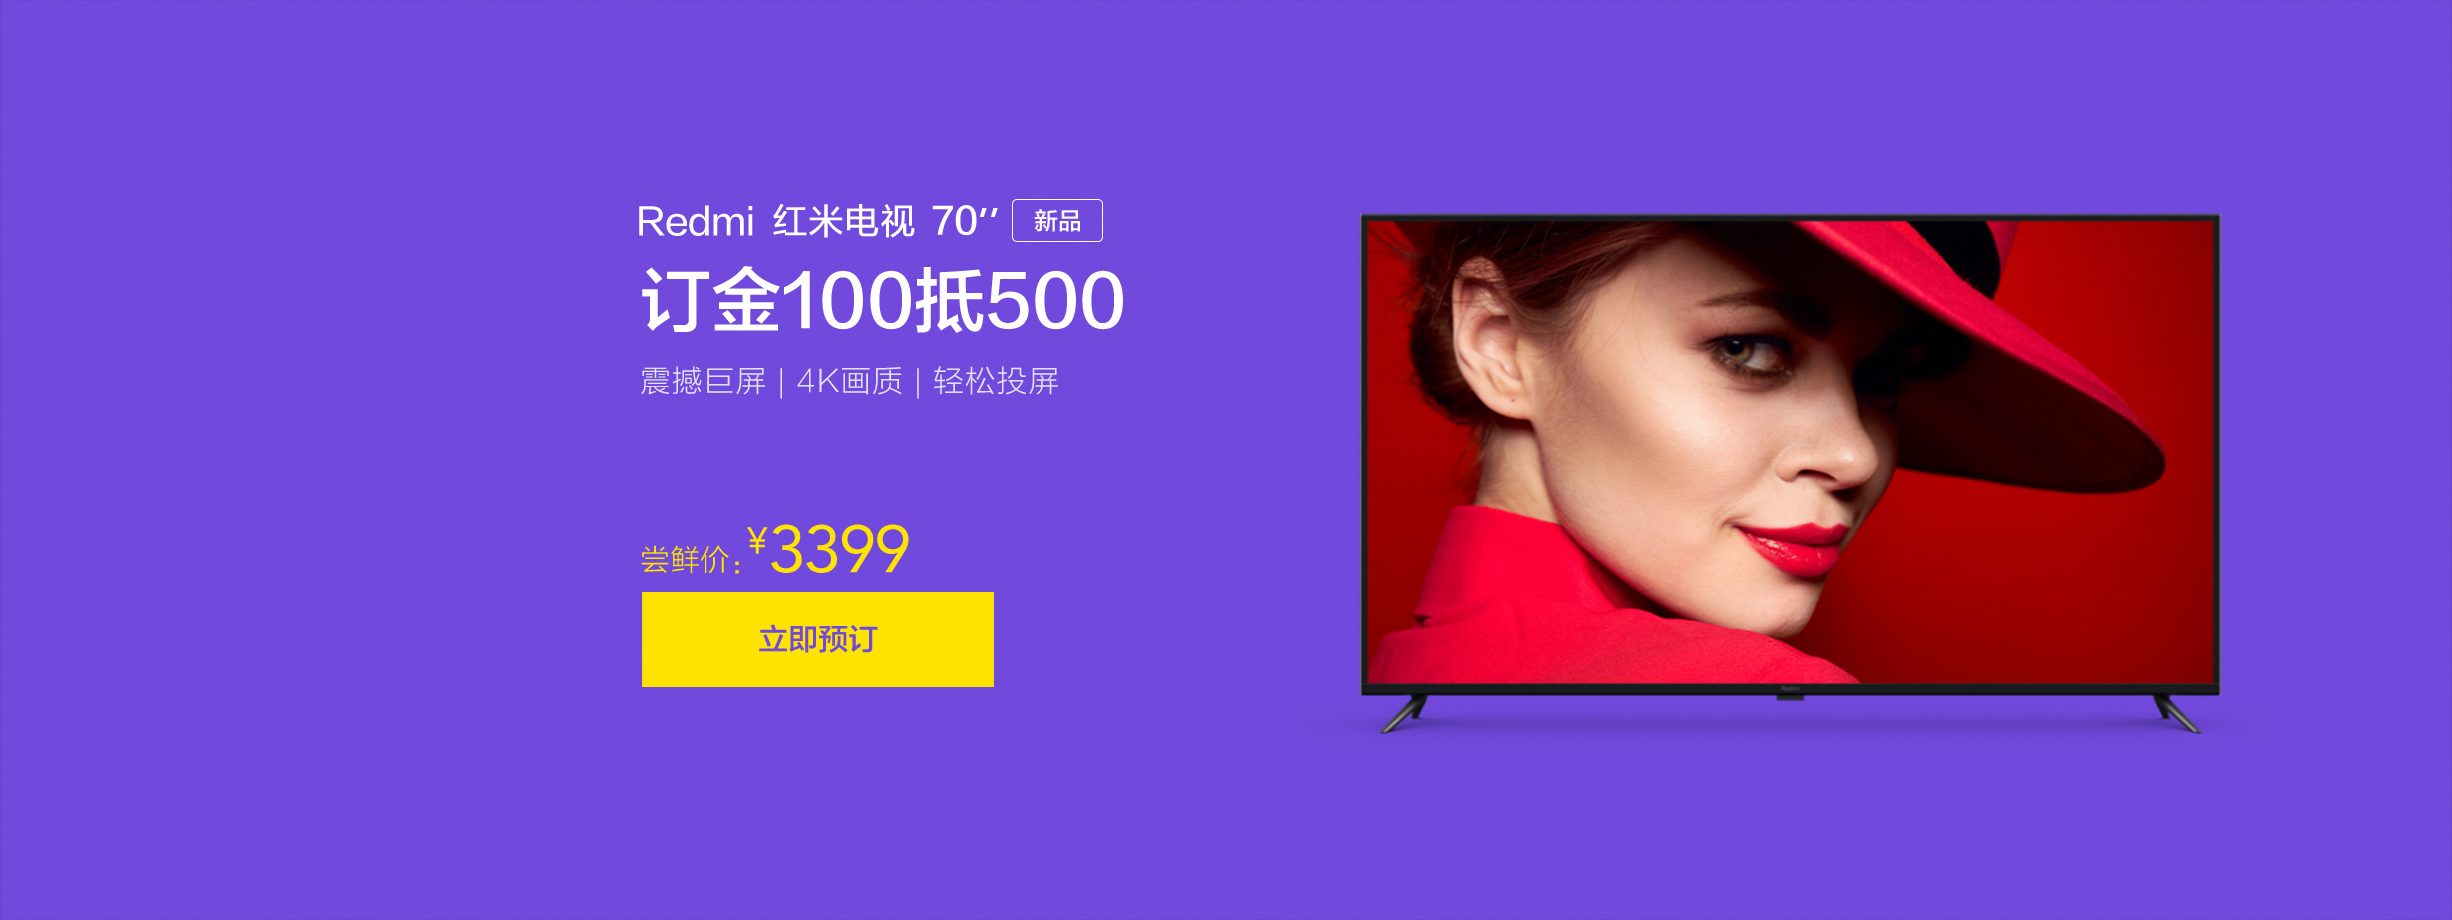 Redmi 红米电视 70’’ 新品
订金100抵500
震撼巨屏 | 4K画质 | 轻松投屏
尝鲜价：¥3399
立即预订
Redmi